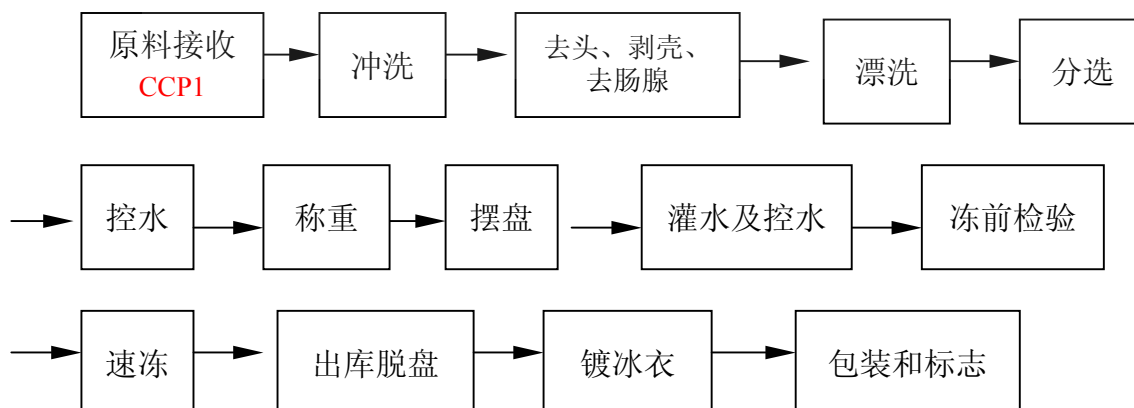 原料接收
CCP1
冲洗
去头、剥壳、
去肠腺
漂洗
分选
控水
称重
摆盘
灌水及控水
冻前检验
速冻
出库脱盘
镀冰衣
包装和标志